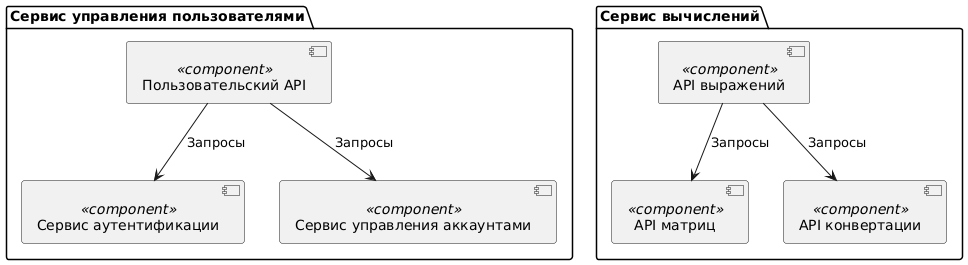 Сервис управления пользователями
«component»
Пользовательский API
Запросы
Запросы
«component»
Сервис аутентификации
«component»
Сервис управления аккаунтами
Сервис вычислений
«component»
API выражений
Запросы
Запросы
«component»
API матриц
«component»
API конвертации